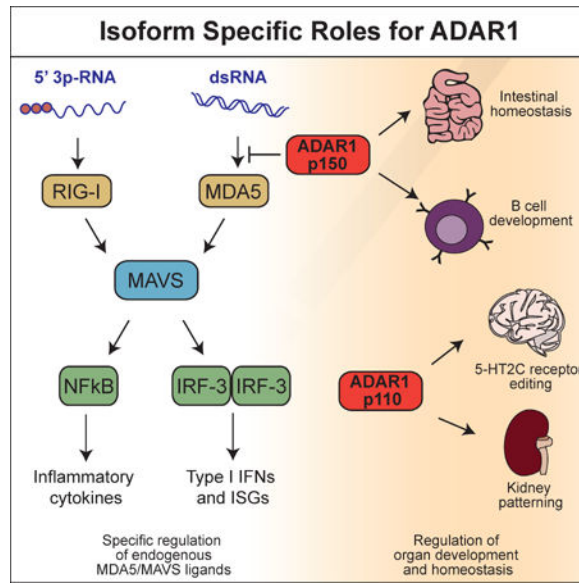 Isoform Specific Roles for ADAR1
5' 3p-RNA
dsRNA
RIG-I
MDA5
MAVS
NFkB
IRF-3
IRF-3
Inflammatory
cytokines
Type I IFNs
and ISGs
Specific regulation
of endogenous
MDA5/MAVS ligands
ADAR1
p150
Intestinal
homeostasis
B cell
development
ADAR1
p110
5-HT2C receptor
editing
Kidney
patterning
Regulation of
organ development
and homeostasis